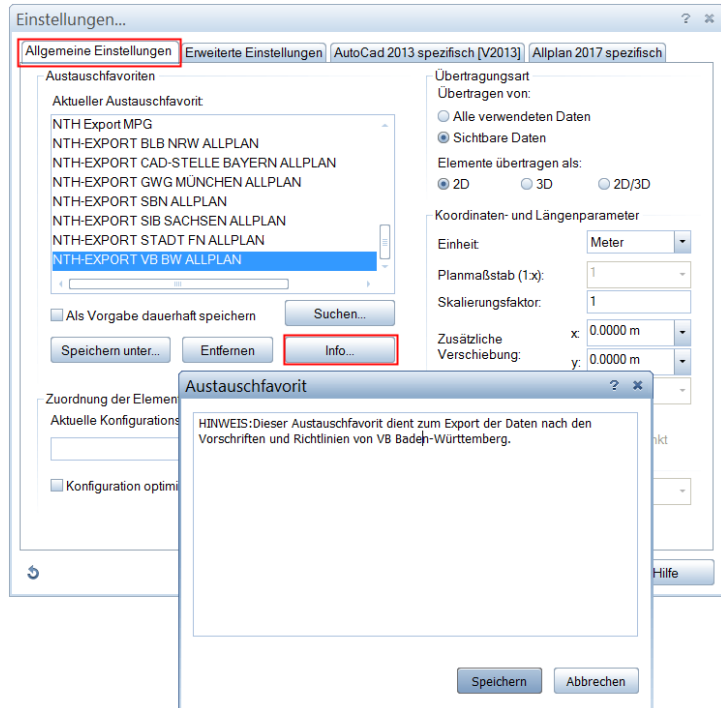 Einstellungen...
?
Allgemeine Einstellungen
Erweiterte Einstellungen
AutoCad 2013 spezifisch [V2013]
Allplan 2017 spezifisch
Austauschfavoriten
Aktueller Austauschfavorit:
NTH Export MPG
NTH-EXPORT BLB NRW ALLPLAN
NTH-EXPORT CAD-STELLE BAYERN ALLPLAN
NTH-EXPORT GWG MÜNCHEN ALLPLAN
NTH-EXPORT SBN ALLPLAN
NTH-EXPORT SIB SACHSEN ALLPLAN
NTH-EXPORT STADT FN ALLPLAN
NTH-EXPORT VB BW ALLPLAN
Als Vorgabe dauerhaft speichern
Suchen...
Speichern unter...
Entfernen
Info...
Zuordnung der Elemen
Aktuelle Konfigurations
Konfiguration optimi
Übertragungsart
Übertragen von:
Alle verwendeten Daten
Sichtbare Daten
Elemente übertragen als:
2D
3D
2D/3D
Koordinaten- und Längenparameter
Einheit:
Meter
Planmaßstab (1:x):
1
Skalierungsfaktor:
1
Zusätzliche
Verschiebung:
x:
0.0000 m
y:
0.0000 m
nkt
Hilfe
Austauschfavorit
?
HINWEIS:Dieser Austauschfavorit dient zum Export der Daten nach den
Vorschriften und Richtlinien von VB Baden-Württemberg.
Speichern
Abbrechen